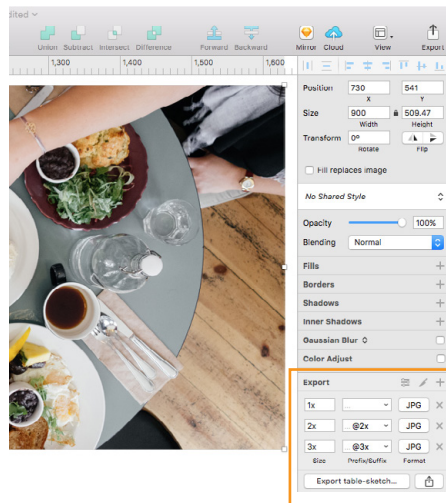 dited
Union Subtract Intersect Difference Forward Backward Mirror Cloud View Export
1,300 1,400 1,500 1,600
Position 730 541
X Y
Size 900 509.47
Width Height
Transform 0º
Rotate Flip
Fill replaces image
No Shared Style
Opacity 100%
Blending Normal
Fills
Borders
Shadows
Inner Shadows
Gaussian Blur
Color Adjust
Export
1x ... JPG
2x @2x JPG
3x @3x JPG
Size Prefix/Suffix Format
Export table-sketch...